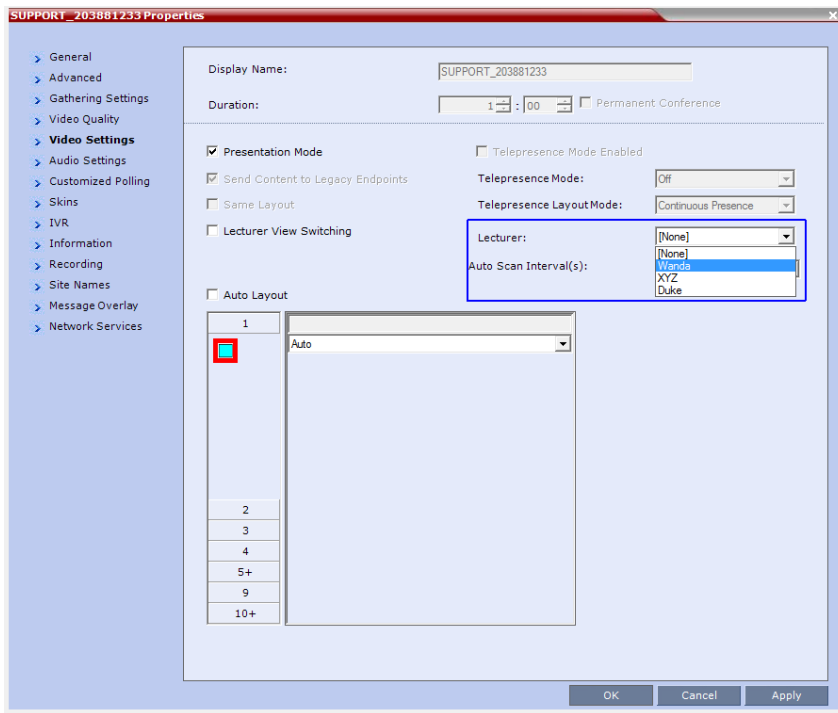 SUPPORT_203881233 Properties
General
Advanced
Gathering Settings
Video Quality
Video Settings
Audio Settings
Customized Polling
Skins
IVR
Information
Recording
Site Names
Message Overlay
Network Services
Display Name: SUPPORT_203881233
Duration: 1 : 00 Permanent Conference
Presentation Mode
Send Content to Legacy Endpoints
Same Layout
Lecturer View Switching
Telepresence Mode Enabled
Telepresence Mode: Off
Telepresence LayoutMode: Continuous Presence
Lecturer: [None]
[None]
Wanda
XYZ
Duke
Auto Scan Interval(s):
Auto Layout
1
Auto
2
3
4
5+
9
10+
OK Cancel Apply